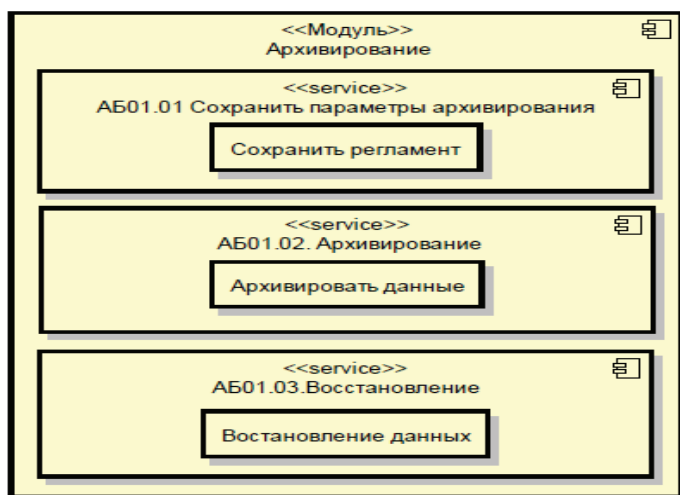 <<Модуль>>
Архивирование
<<service>>
АБ01.01 Сохранить параметры архивирования
Сохранить регламент
<<service>>
АБ01.02. Архивирование
Архивировать данные
<<service>>
АБ01.03.Восстановление
Востановление данных